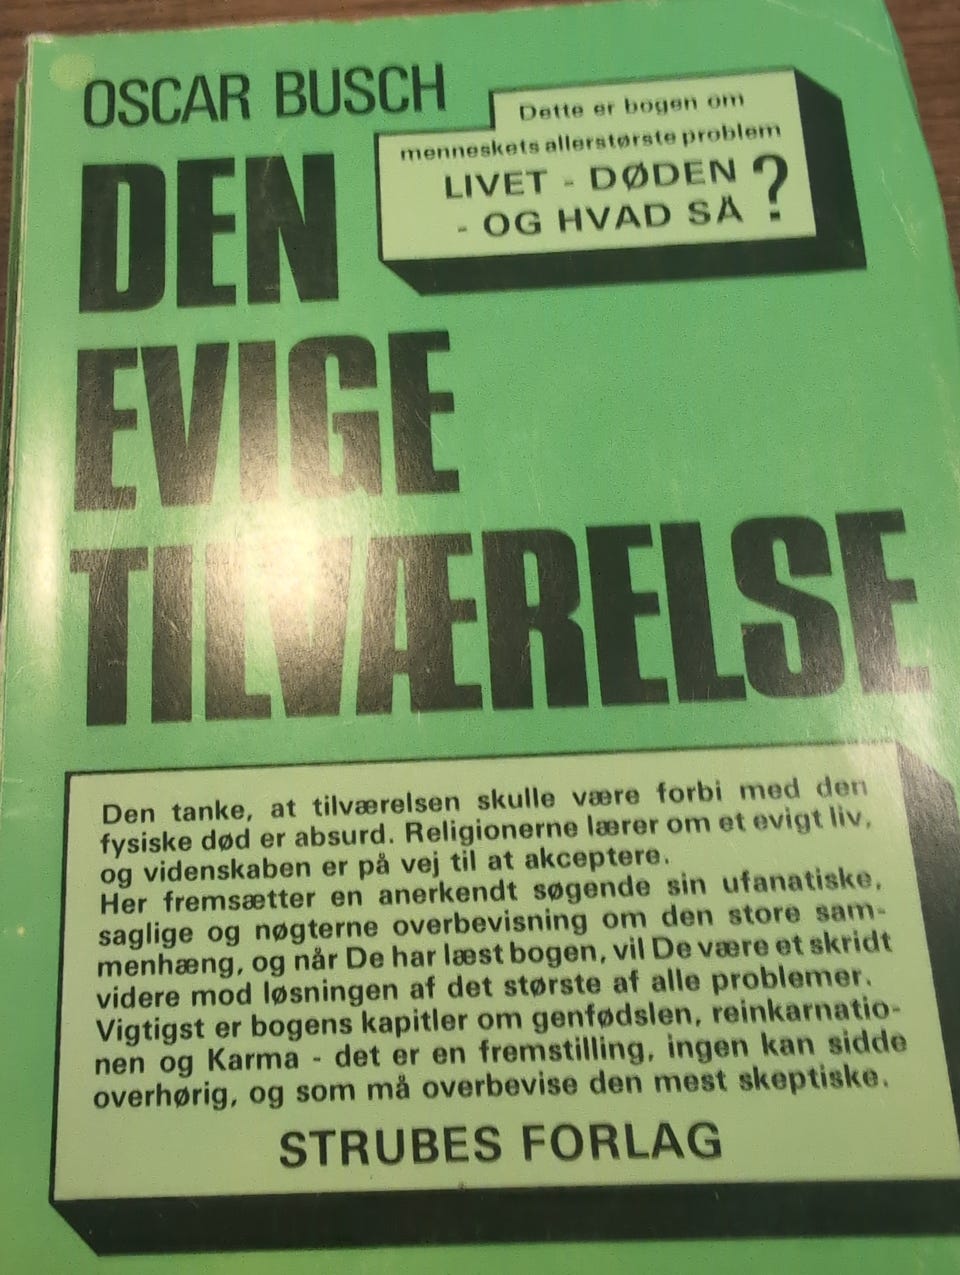 OSCAR BUSCH
Dette er bogen om
menneskets allerstørste problem
LIVET - DØDEN
- OG HVAD SÅ ?
DEN
EVIGE
TILVÆRELSE
Den tanke, at tilværelsen skulle være forbi med den
fysiske død er absurd. Religionerne lærer om et evigt liv,
og videnskaben er på vej til at akceptere.
Her fremsætter en anerkendt søgende sin ufanatiske,
saglige og nøgterne overbevisning om den store sam-
menhæng, og når De har læst bogen, vil De være et skridt
videre mod løsningen af det største af alle problemer.
Vigtigst er bogens kapitler om genfødslen, reinkarnatio-
nen og Karma - det er en fremstilling, ingen kan sidde
overhørig, og som må overbevise den mest skeptiske.
STRUBES FORLAG